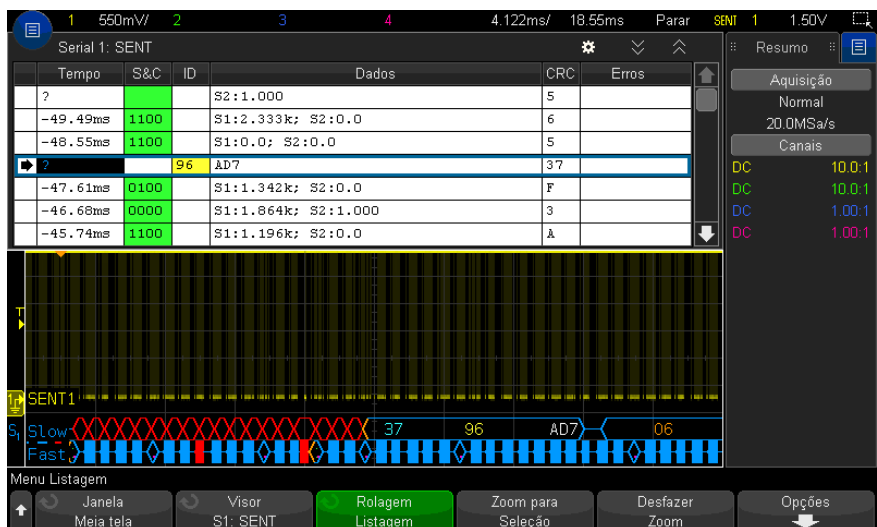 1 550mV/ 2 3 4 4.122ms/ 18.55ms Parar SENT 1 1.50V
Serial 1: SENT
Tempo S&C ID Dados CRC Erros
? S2:1.000 5
-49.49ms 1100 S1:2.333k; S2:0.0 6
-48.55ms 1100 S1:0.0; S2:0.0 5
? 96 AD7 37
-47.61ms 0100 S1:1.342k; S2:0.0 F
-46.68ms 0000 S1:1.864k; S2:1.000 3
-45.74ms 1100 S1:1.196k; S2:0.0 A
Resumo
Aquisição
Normal
20.0MSa/s
Canais
DC 10.0:1
DC 10.0:1
DC 1.00:1
DC 1.00:1
T
1 SENT1
S1 Slow 37 96 AD7 06
Fast
Menu Listagem
Janela
Meia tela
Visor
S1: SENT
Rolagem
Listagem
Zoom para
Seleção
Desfazer
Zoom
Opções